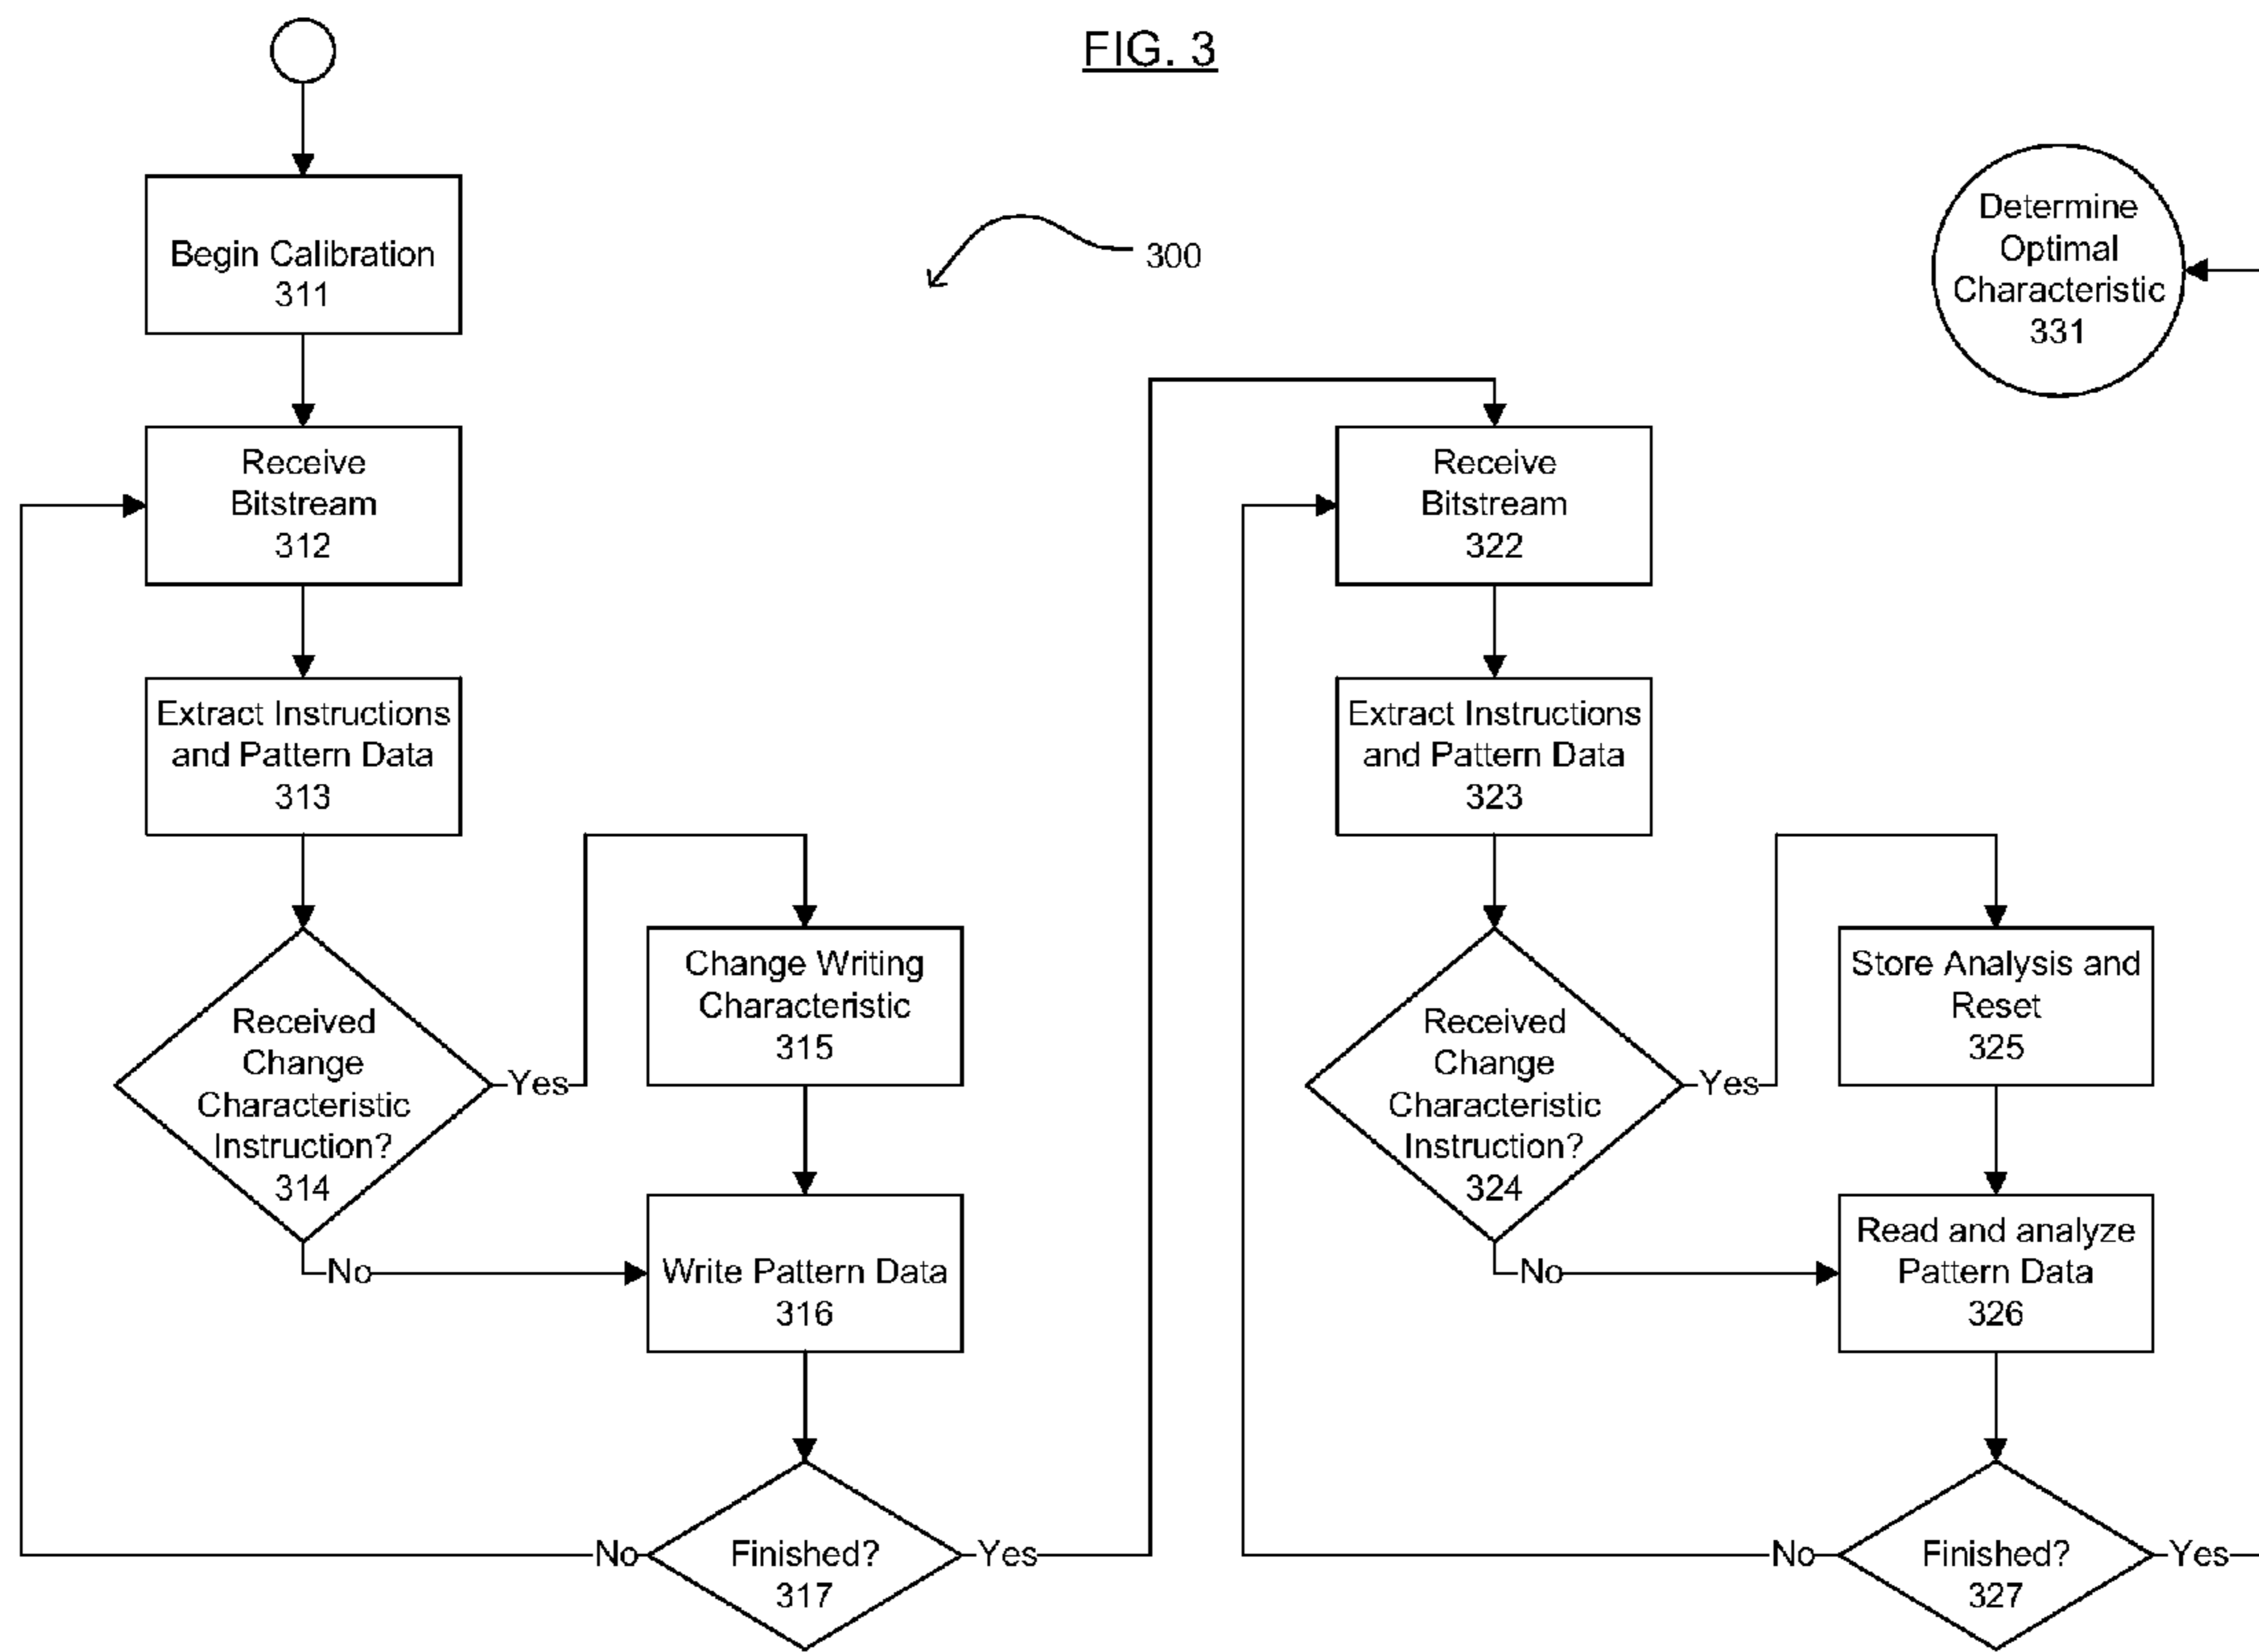 FIG. 3
300
Begin Calibration
311
Receive
Bitstream
312
Extract Instructions
and Pattern Data
313
Received
Change
Characteristic
Instruction?
314
Yes
No
Change Writing
Characteristic
315
Write Pattern Data
316
Finished?
317
No
Yes
Receive
Bitstream
322
Extract Instructions
and Pattern Data
323
Received
Change
Characteristic
Instruction?
324
Yes
No
Store Analysis and
Reset
325
Read and analyze
Pattern Data
326
Finished?
327
No
Yes
Determine
Optimal
Characteristic
331